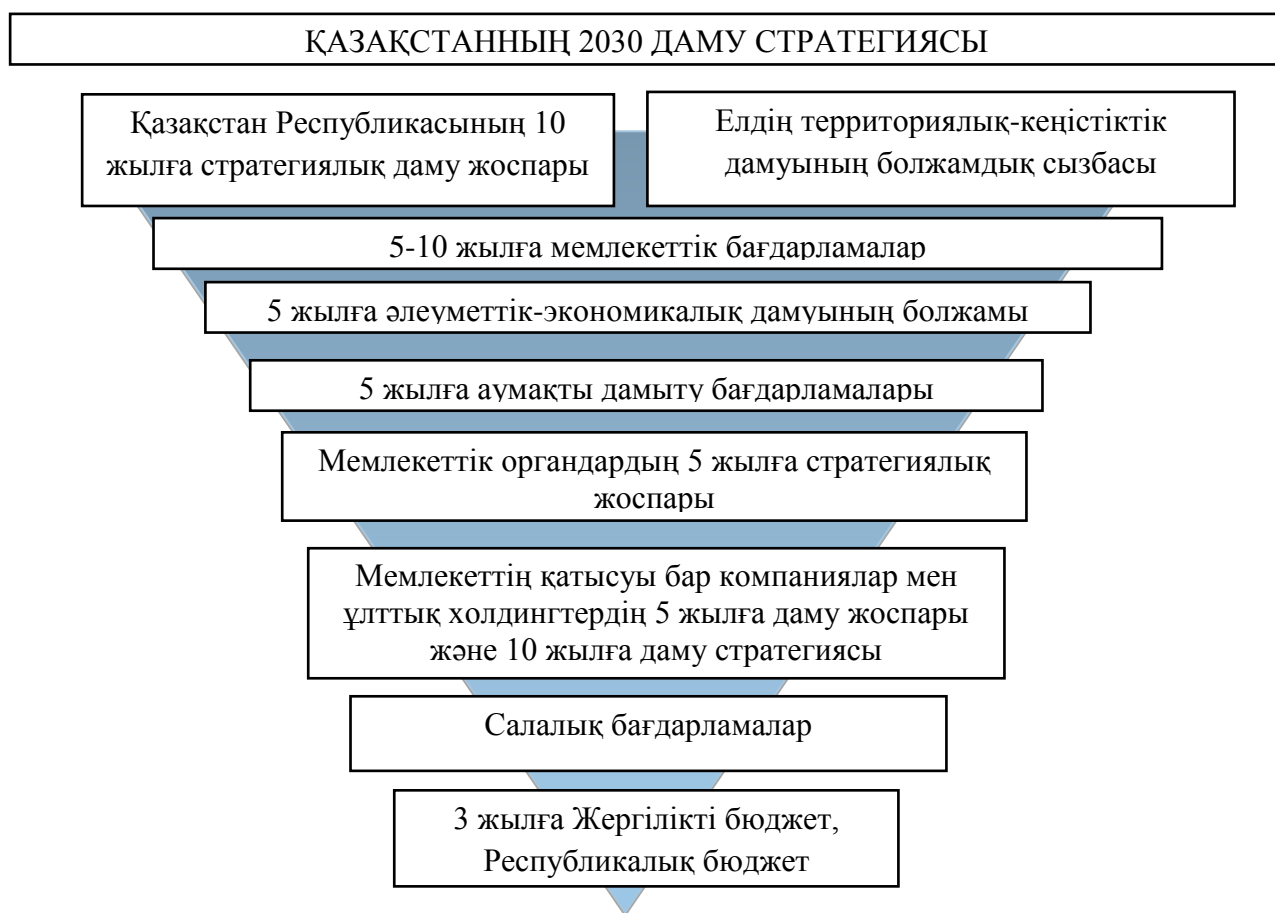 ҚАЗАҚСТАННЫҢ 2030 ДАМУ СТРАТЕГИЯСЫ
Қазақстан Республикасының 10
жылға стратегиялық даму жоспары
Елдің территориялық-кеңістіктік
дамуының болжамдық сызбасы
5-10 жылға мемлекеттік бағдарламалар
5 жылға әлеуметтік-экономикалық дамуының болжамы
5 жылға аумақты дамыту бағдарламалары
Мемлекеттік органдардың 5 жылға стратегиялық
жоспары
Мемлекеттің қатысуы бар компаниялар мен
ұлттық холдингтердің 5 жылға даму жоспары
және 10 жылға даму стратегиясы
Салалық бағдарламалар
3 жылға Жергілікті бюджет,
Республикалық бюджет